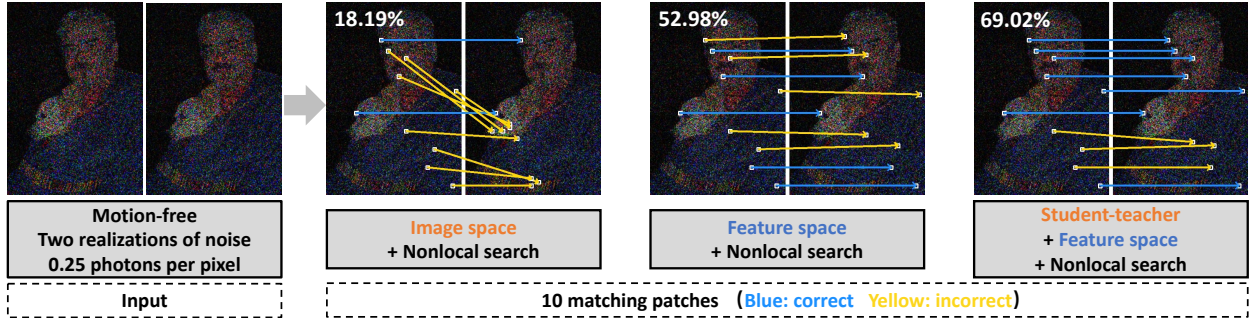 18.19%
52.98%
69.02%
Motion-free
Two realizations of noise
0.25 photons per pixel
Image space
+ Nonlocal search
Feature space
+ Nonlocal search
Student-teacher
+ Feature space
+ Nonlocal search
Input
10 matching patches (Blue: correct Yellow: incorrect)